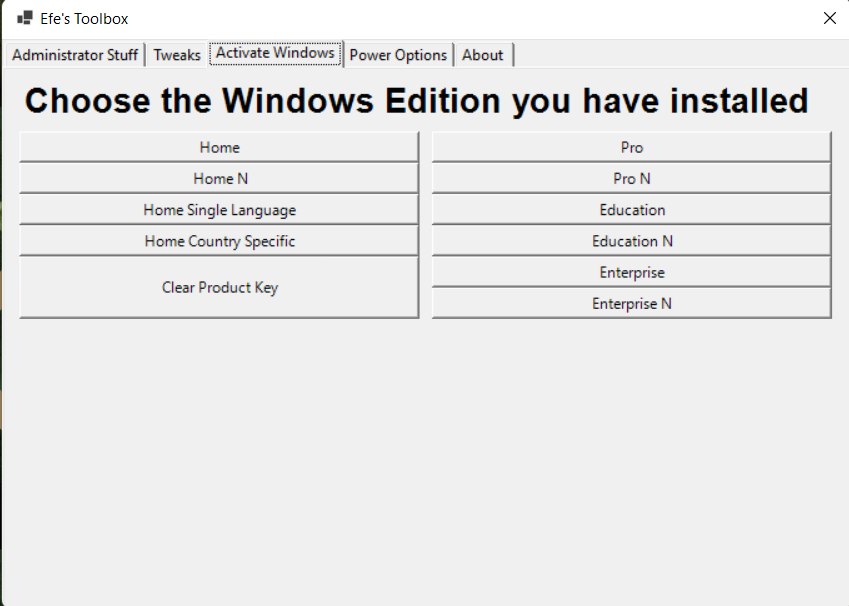 Efe's Toolbox
Administrator Stuff Tweaks Activate Windows Power Options About
Choose the Windows Edition you have installed
Home
Home N
Home Single Language
Home Country Specific
Clear Product Key
Pro
Pro N
Education
Education N
Enterprise
Enterprise N